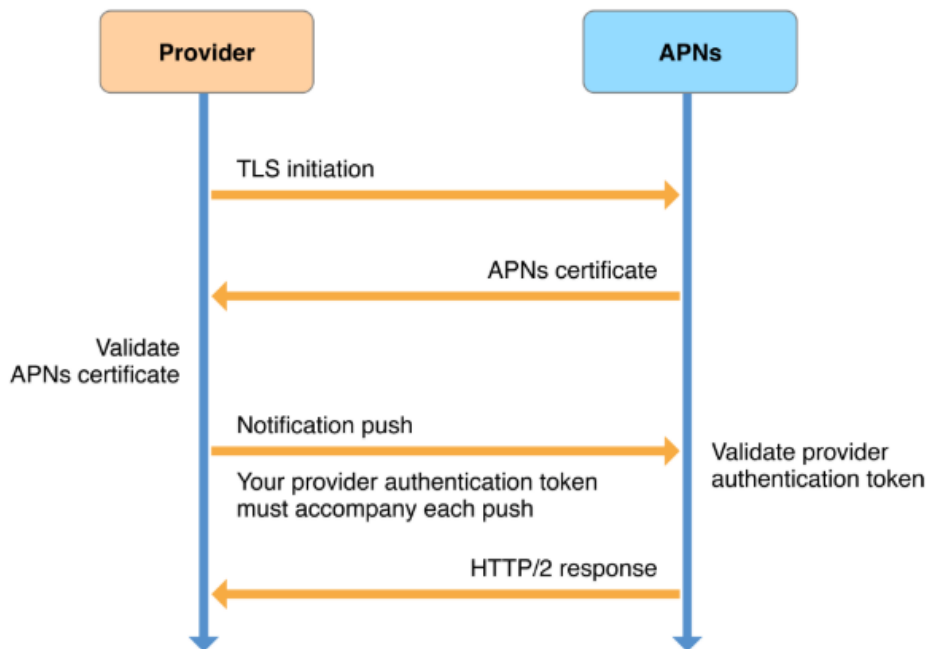 Provider
APNs
TLS initiation
APNs certificate
Validate
APNs certificate
Notification push
Your provider authentication token
must accompany each push
Validate provider
authentication token
HTTP/2 response